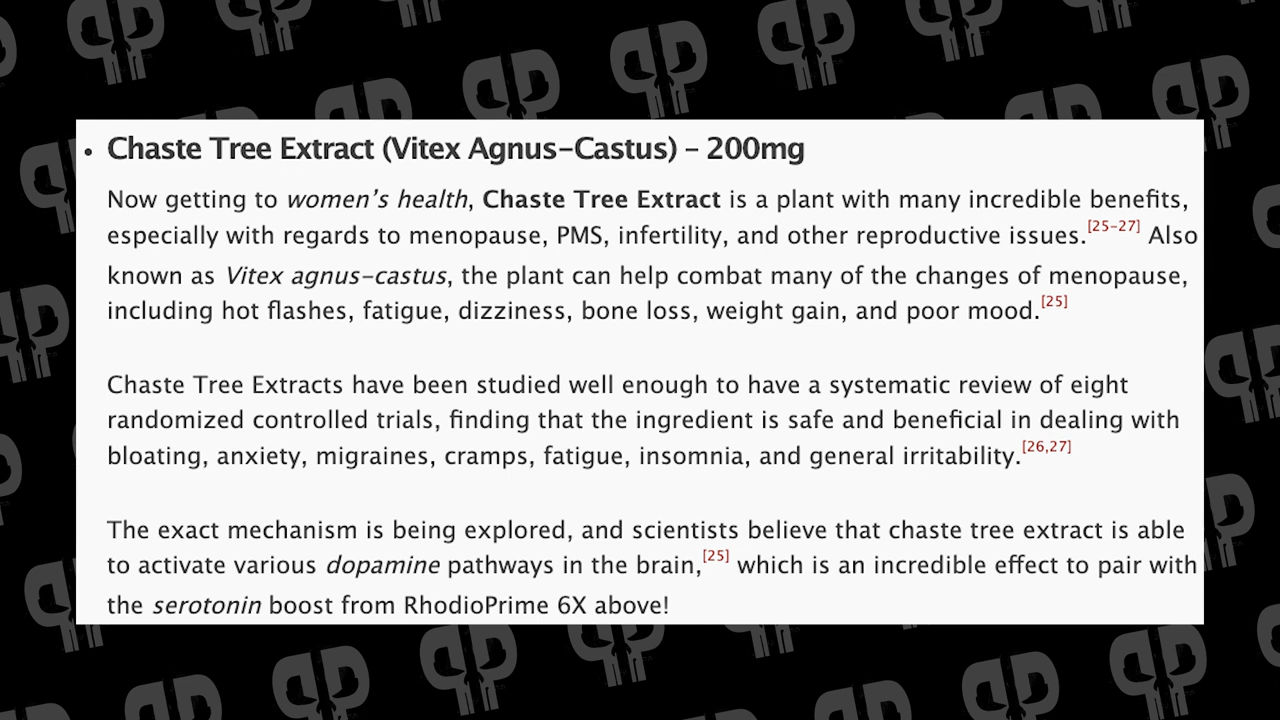 • Chaste Tree Extract (Vitex Agnus-Castus) – 200mg
Now getting to women's health, Chaste Tree Extract is a plant with many incredible benefits,
especially with regards to menopause, PMS, infertility, and other reproductive issues.[25-27] Also
known as Vitex agnus-castus, the plant can help combat many of the changes of menopause,
including hot flashes, fatigue, dizziness, bone loss, weight gain, and poor mood.[25]
Chaste Tree Extracts have been studied well enough to have a systematic review of eight
randomized controlled trials, finding that the ingredient is safe and beneficial in dealing with
bloating, anxiety, migraines, cramps, fatigue, insomnia, and general irritability.[26,27]
The exact mechanism is being explored, and scientists believe that chaste tree extract is able
to activate various dopamine pathways in the brain,[25] which is an incredible effect to pair with
the serotonin boost from RhodioPrime 6X above!